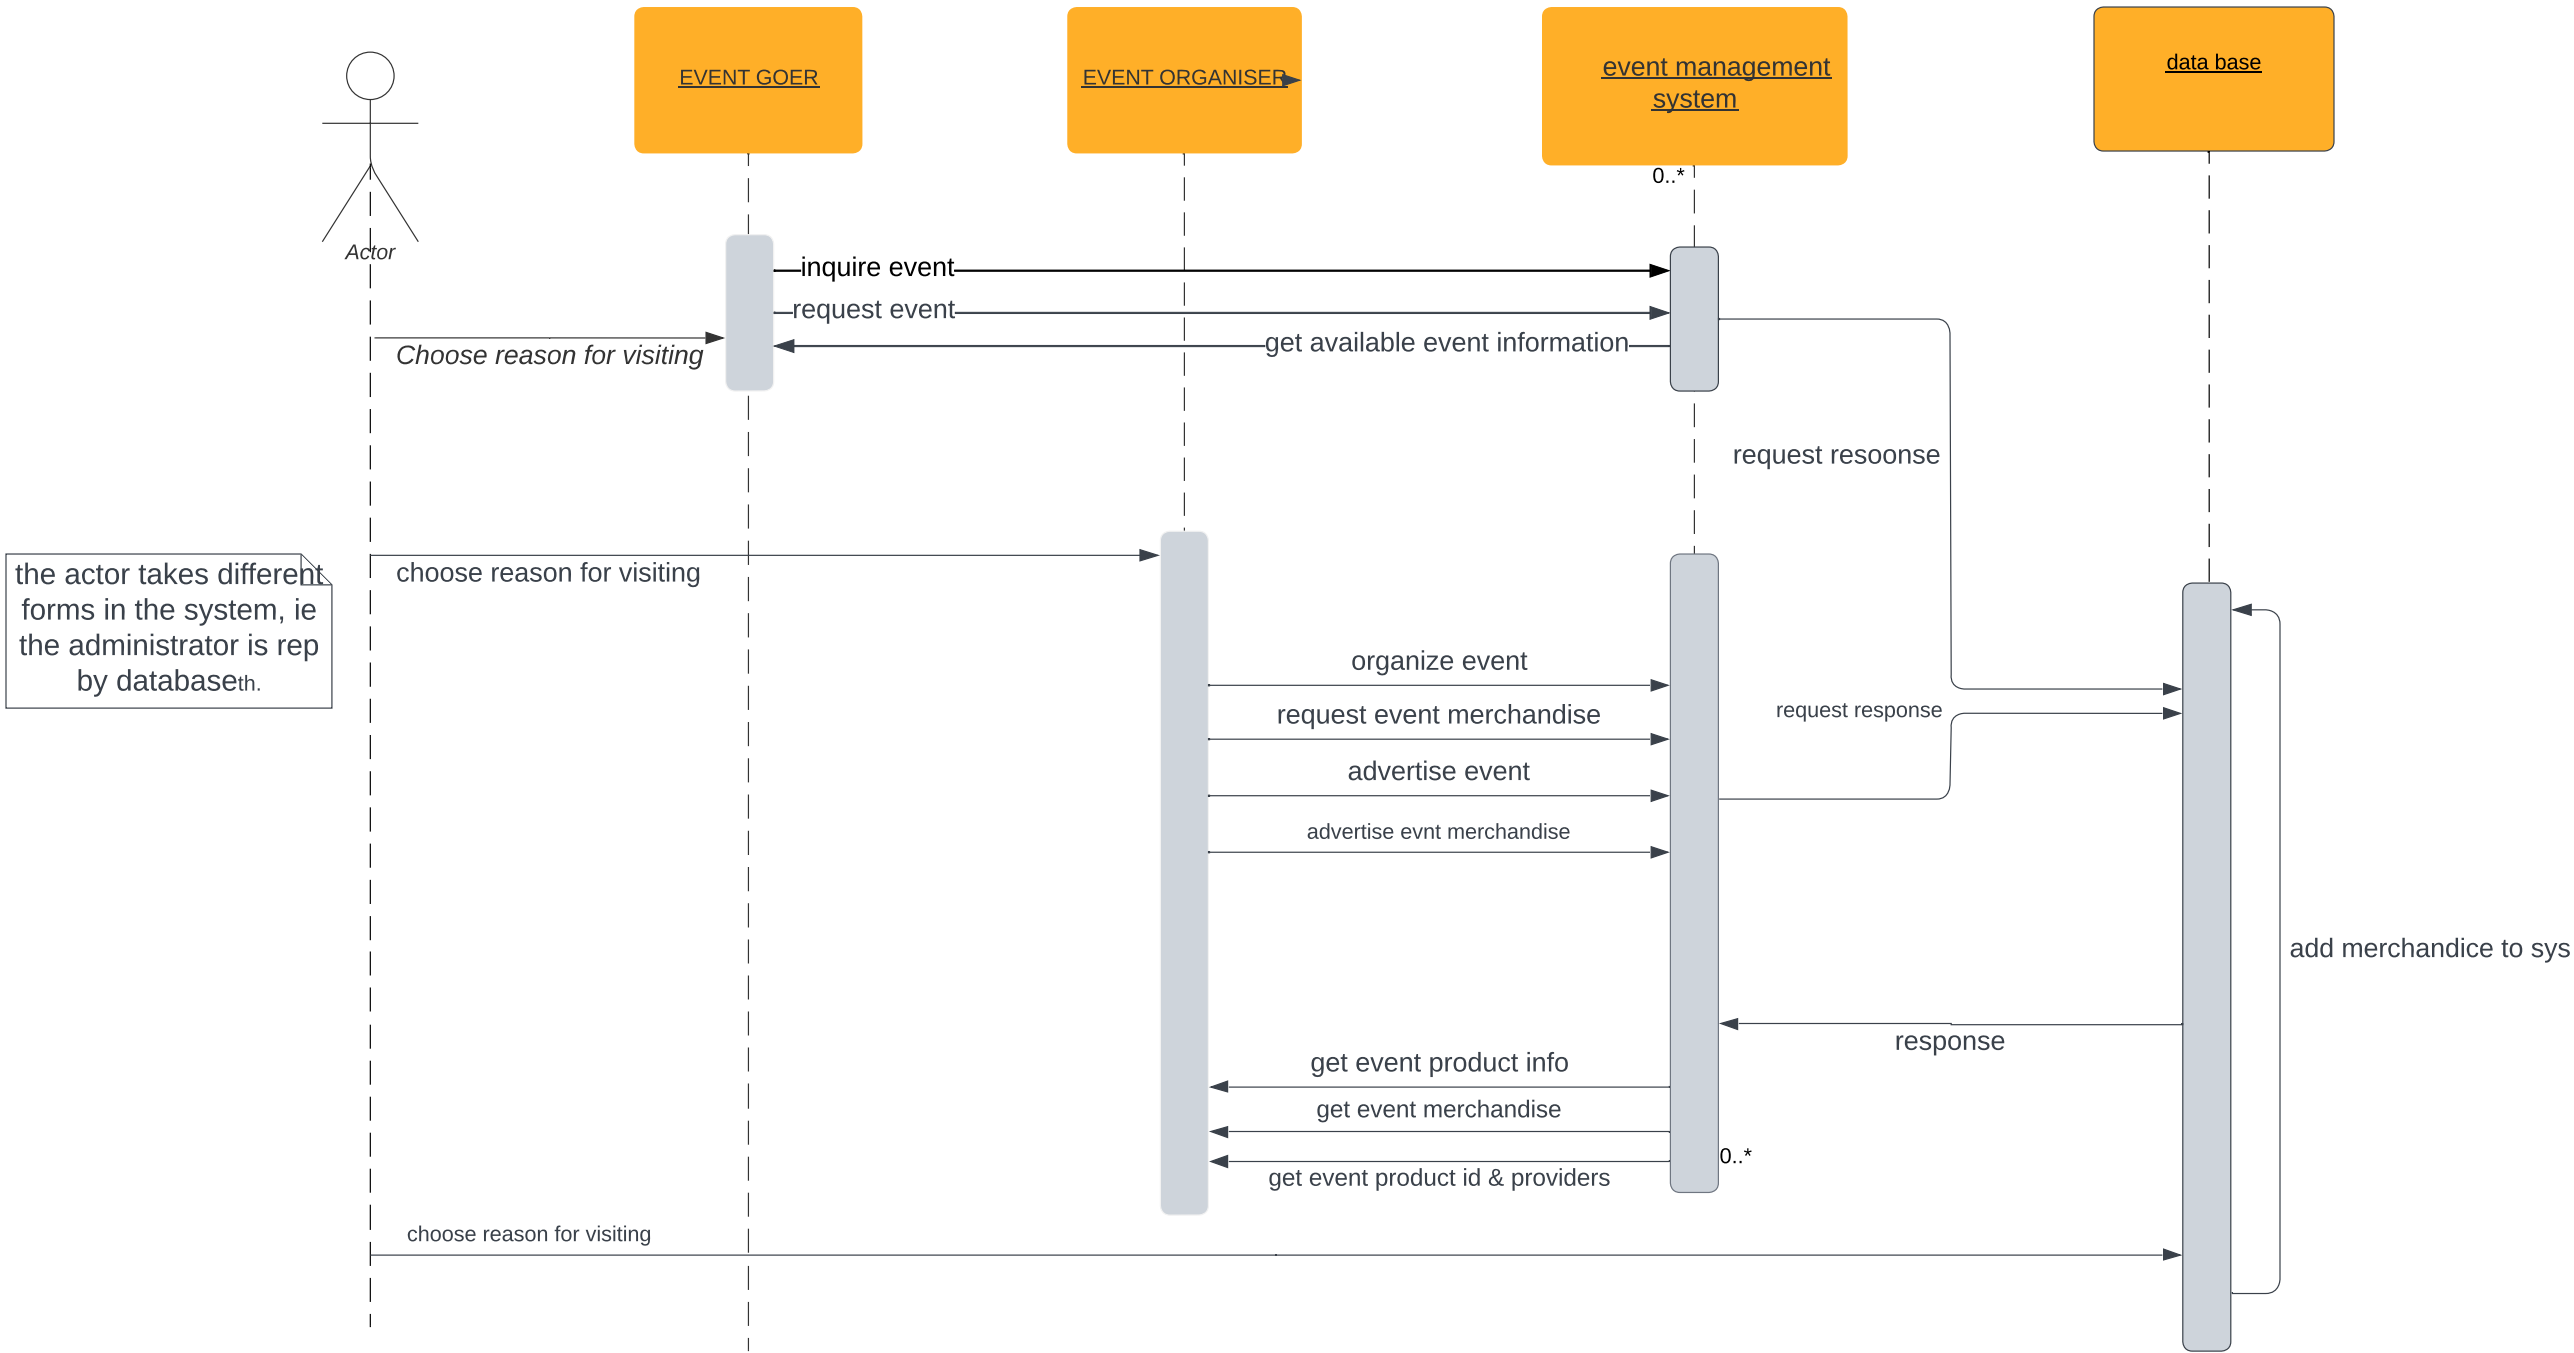 EVENT GOER
EVENT ORGANISER
event management
system
data base
0..*
Actor
inquire event
request event
get available event information
Choose reason for visiting
request resoonse
choose reason for visiting
the actor takes different
forms in the system, ie
the administrator is rep
by databaseth.
organize event
request event merchandise
request response
advertise event
advertise evnt merchandise
add merchandice to sys
response
get event product info
get event merchandise
0..*
get event product id & providers
choose reason for visiting